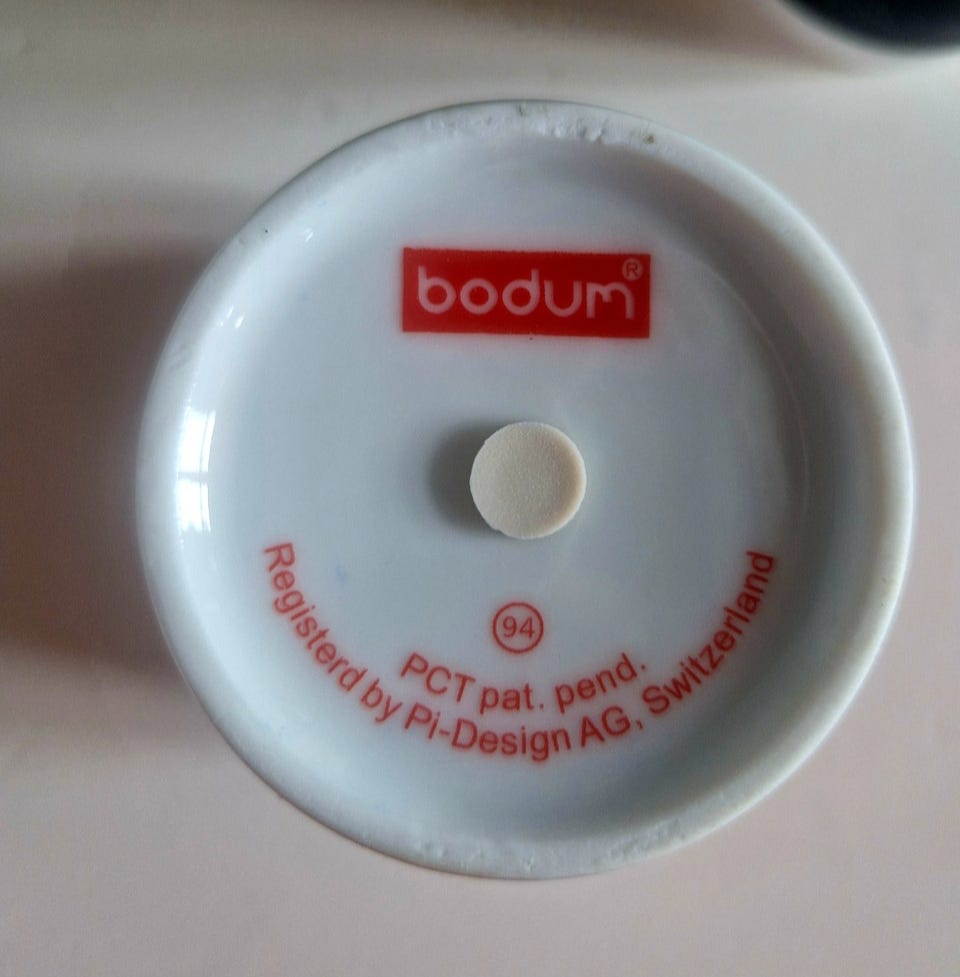 bodum®
94
PCT pat. pend.
Registerd by Pi-Design AG, Switzerland